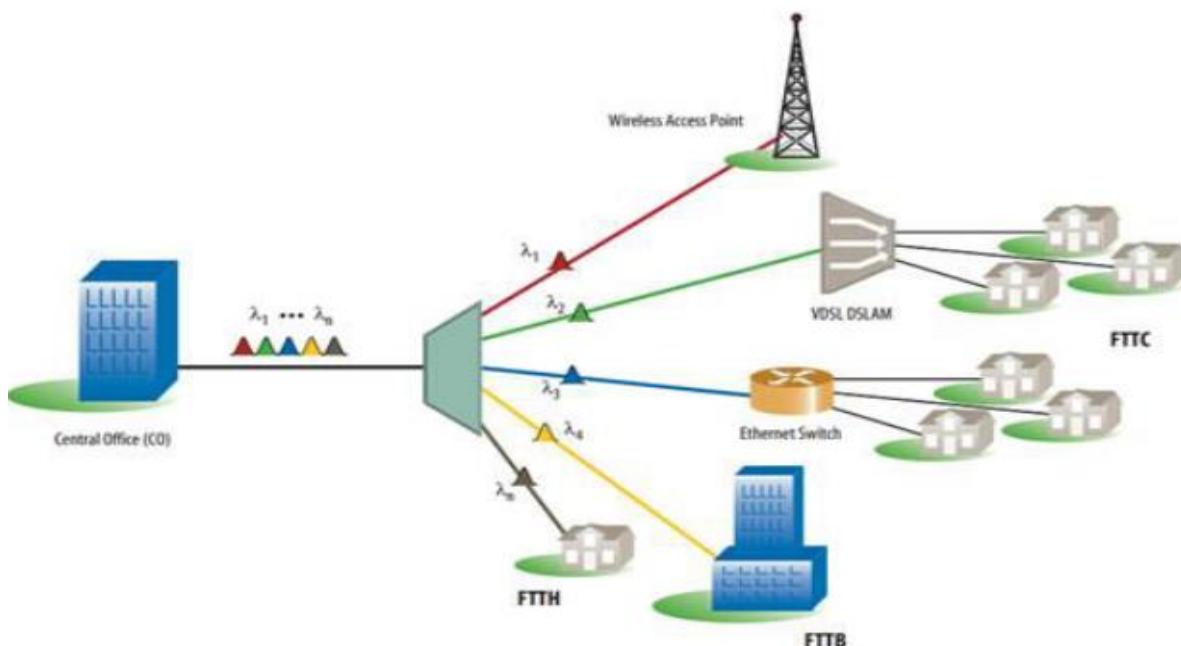 Wireless Access Point
λ1
λ2
VDSL DSLAM
FTTC
λ1 ••• λn
λ3
Central Office (CO)
λ4
Ethernet Switch
λn
FTTH
FTTB